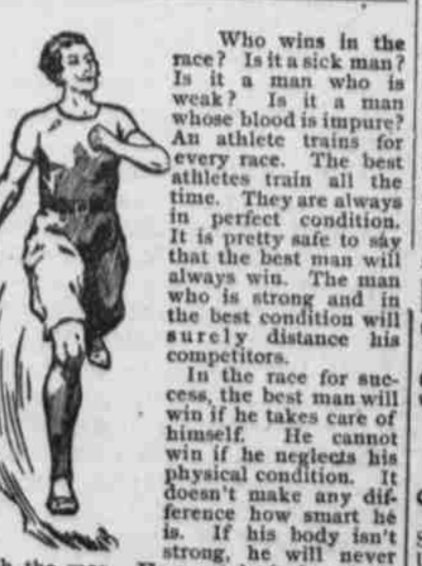 Who wins in the
race? Is it a sick man?
Is it a man who is
weak? Is it a man
whose blood is impure?
An athlete trains for
every race. The best
athletes train all the
time. They are always
in perfect condition.
It is pretty safe to say
that the best man will
always win. The man
who is strong and in
the best condition will
surely distance his
competitors.
In the race for suc-
cess, the best man will
win if he takes care of
himself. He cannot
win if he neglects his
physical condition. It
doesn't make any dif-
ference how smart he
is. If his body isn't
strong, he will never